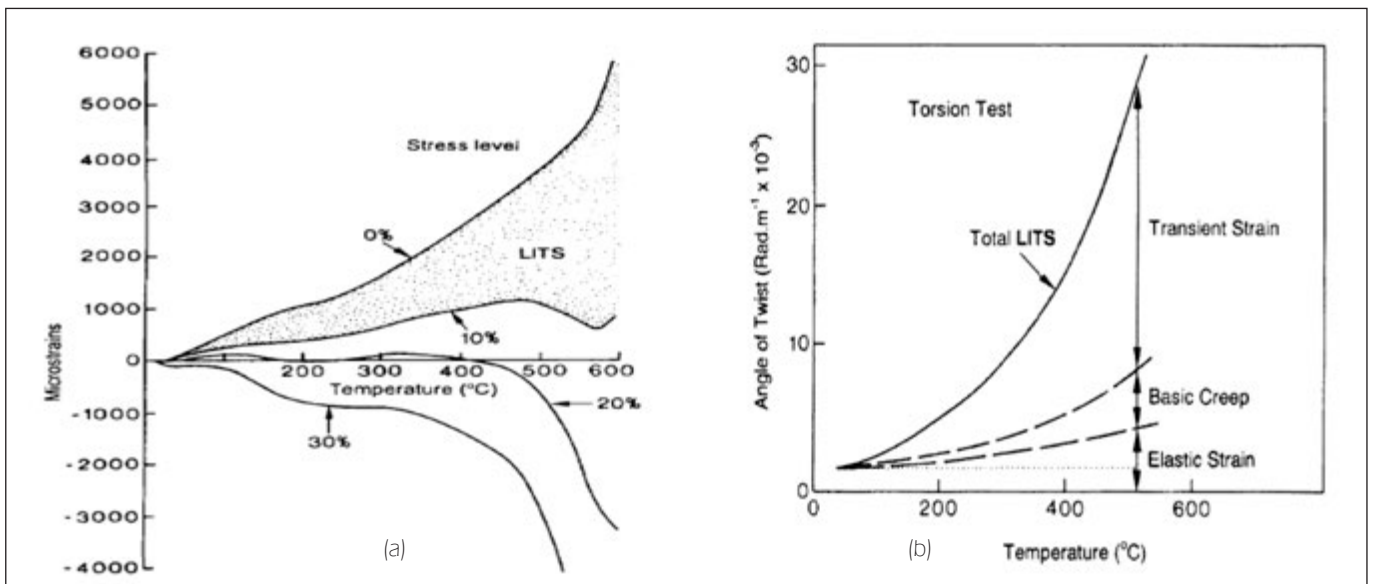 6000
5000
4000
3000
2000
1000
0
-1000
-2000
-3000
-4000
Microstrains
Stress level
0%
LITS
10%
200 300 400 500 600
Temperature (°C)
20%
30%
(a)
30
20
10
0
Angle of Twist (Rad.m⁻¹ x 10⁻³)
Torsion Test
Total LITS
Transient Strain
Basic Creep
Elastic Strain
0 200 400 600
(b)
Temperature (°C)